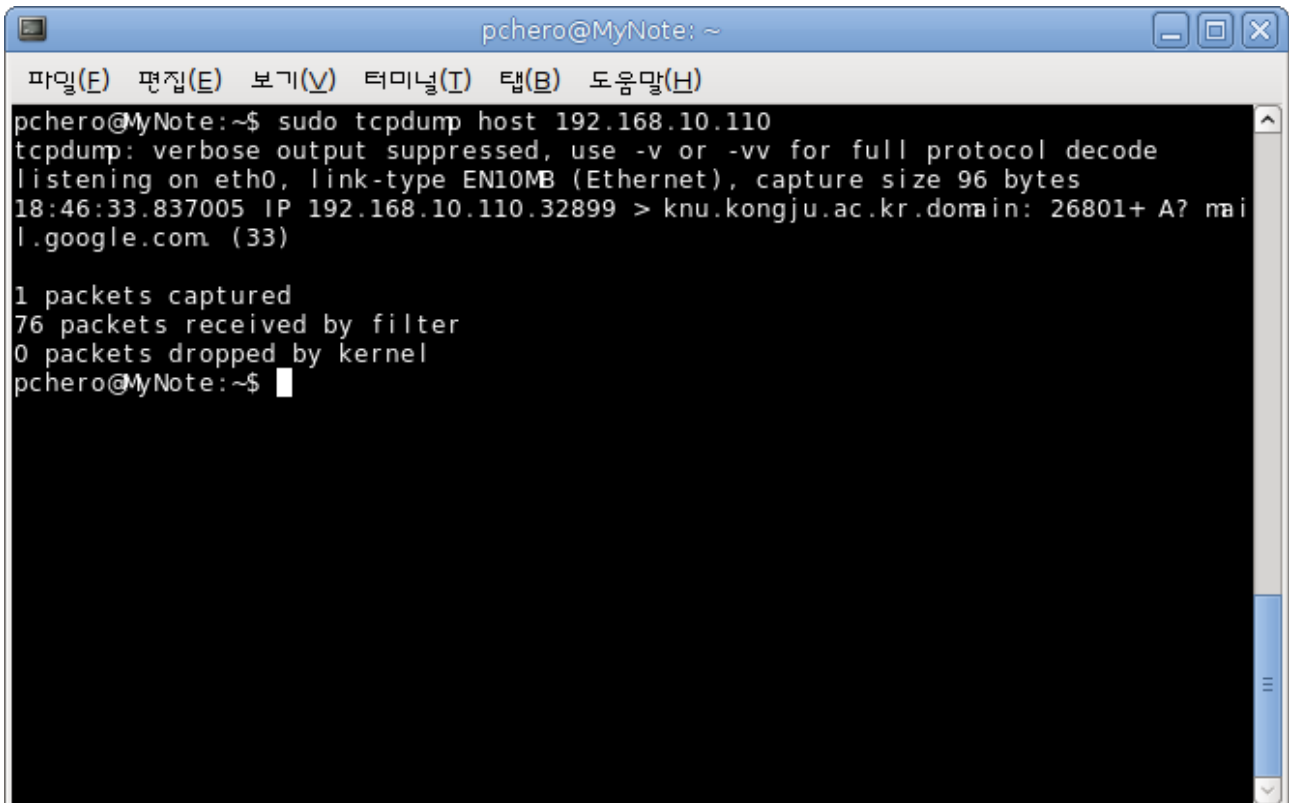 pchero@MyNote: ~
파일(F) 편집(E) 보기(V) 터미널(T) 탭(B) 도움말(H)
pchero@MyNote:~$ sudo tcpdump host 192.168.10.110
tcpdump: verbose output suppressed, use -v or -vv for full protocol decode
listening on eth0, link-type EN10MB (Ethernet), capture size 96 bytes
18:46:33.837005 IP 192.168.10.110.32899 > knu.kongju.ac.kr.domain: 26801+ A? mai
l.google.com. (33)
1 packets captured
76 packets received by filter
0 packets dropped by kernel
pchero@MyNote:~$